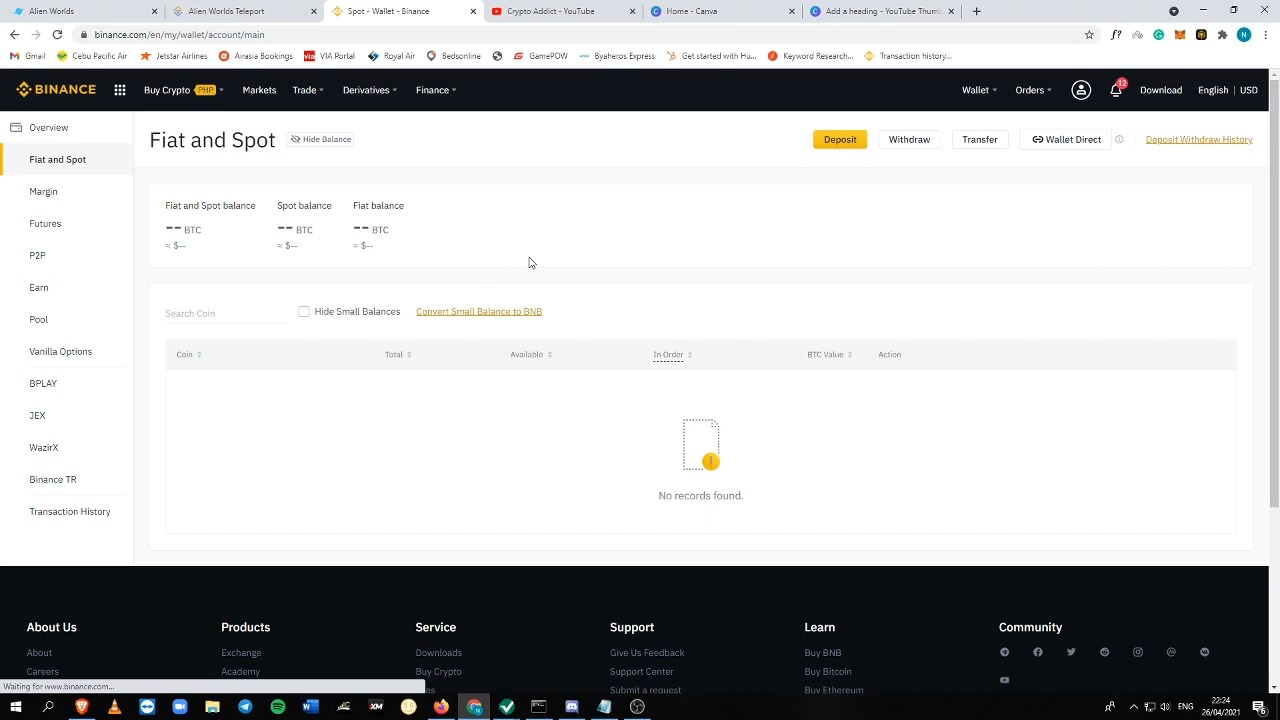 Alien Worlds
Alien Worlds Teleport
Spot - Wallet - Binance
Crypto Addict - YouTube
Home - Canva
Add a heading - YouTube Thumb
binance.com/en/my/wallet/account/main
Gmail
Cebu Pacific Air
Jetstar Airlines
Airasia Bookings
VIA Portal
Royal Air
Bedsonline
GamePOW
Byaheros Express
Get started with Hu...
Keyword Research...
Transaction history...
BINANCE
Buy Crypto PHP
Markets
Trade
Derivatives
Finance
Wallet
Orders
12
Download
English | USD
Overview
Fiat and Spot
Margin
Futures
P2P
Earn
Pool
Vanilla Options
BPLAY
JEX
WazirX
Binance TR
Transaction History
Fiat and Spot
Hide Balance
Deposit
Withdraw
Transfer
Wallet Direct
Deposit Withdraw History
Fiat and Spot balance
-- BTC
≈ $--
Spot balance
-- BTC
≈ $--
Fiat balance
-- BTC
≈ $--
Search Coin
Hide Small Balances
Convert Small Balance to BNB
Coin
Total
Available
In Order
BTC Value
Action
No records found.
About Us
About
Careers
Products
Exchange
Academy
Service
Downloads
Buy Crypto
Support
Give Us Feedback
Support Center
Submit a request
Learn
Buy BNB
Buy Bitcoin
Buy Ethereum
Community
Waiting for www.binance.com...
ENG
22:24
26/04/2021